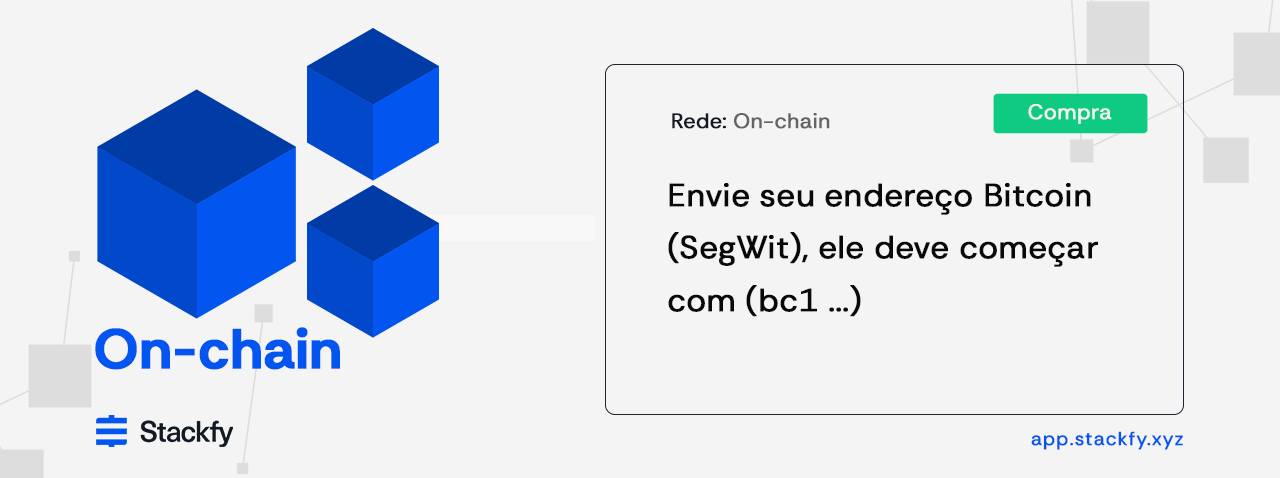 On-chain
Stackfy
Rede: On-chain
Compra
Envie seu endereço Bitcoin
(SegWit), ele deve começar
com (bc1 ...)
app.stackfy.xyz